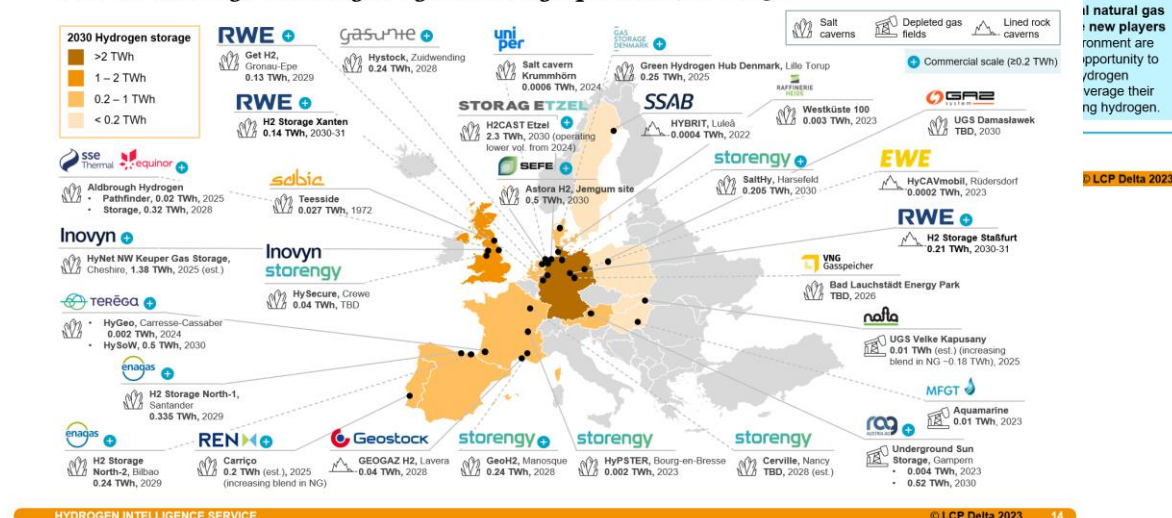 2030 Hydrogen storage
>2 TWh
1 – 2 TWh
0.2 – 1 TWh
< 0.2 TWh
RWE
Get H2,
Gronau-Epe
0.13 TWh, 2029
gasunie
Hystock, Zuidwending
0.24 TWh, 2028
uni
per
Salt cavern
Krummhörn
0.0006 TWh, 2024
GAS
STORAGE
DENMARK
Green Hydrogen Hub Denmark, Lille Torup
0.25 TWh, 2025
Salt
caverns
Depleted gas
fields
Lined rock
caverns
Commercial scale (≥0.2 TWh)
RWE
H2 Storage Xanten
0.14 TWh, 2030-31
STORAG ETZEL
H2CAST Etzel
2.3 TWh, 2030 (operating
lower vol. from 2024)
SSAB
HYBRIT, Luleå
0.0004 TWh, 2022
RAFFINERIE
HEIDE
Westküste 100
0.003 TWh, 2023
GAZ
system
UGS Damasławek
TBD, 2030
sse
Thermal
equinor
Aldbrough Hydrogen
• Pathfinder, 0.02 TWh, 2025
• Storage, 0.32 TWh, 2028
sabic
Teesside
0.027 TWh, 1972
SEFE
Astora H2, Jemgum site
0.5 TWh, 2030
storengy
SaltHy, Harsefeld
0.205 TWh, 2030
EWE
HyCAVmobil, Rüdersdorf
0.0002 TWh, 2023
Inovyn
HyNet NW Keuper Gas Storage,
Cheshire, 1.38 TWh, 2025 (est.)
Inovyn
storengy
HySecure, Crewe
0.04 TWh, TBD
RWE
H2 Storage Staßfurt
0.21 TWh, 2030-31
VNG
Gasspeicher
Bad Lauchstädt Energy Park
TBD, 2026
TERÉGA
• HyGeo, Carresse-Cassaber
0.002 TWh, 2024
• HySoW, 0.5 TWh, 2030
nafta
UGS Velke Kapusany
0.01 TWh (est.) (increasing
blend in NG ~0.18 TWh), 2025
enagas
H2 Storage North-1,
Santander
0.335 TWh, 2029
MFGT
Aquamarine
0.01 TWh, 2023
enagas
H2 Storage
North-2, Bilbao
0.24 TWh, 2029
REN
Carriço
0.2 TWh (est.), 2025
(increasing blend in NG)
Geostock
GEOGAZ H2, Lavera
0.04 TWh, 2028
storengy
GeoH2, Manosque
0.24 TWh, 2028
storengy
HyPSTER, Bourg-en-Bresse
0.002 TWh, 2023
storengy
Cerville, Nancy
TBD, 2028 (est.)
rag
AUSTRIA AG
Underground Sun
Storage, Gampern
• 0.004 TWh, 2023
• 0.52 TWh, 2030
HYDROGEN INTELLIGENCE SERVICE
© LCP Delta 2023 14
natural gas
new players
are
opportunity to
leverage their
hydrogen.
© LCP Delta 2023